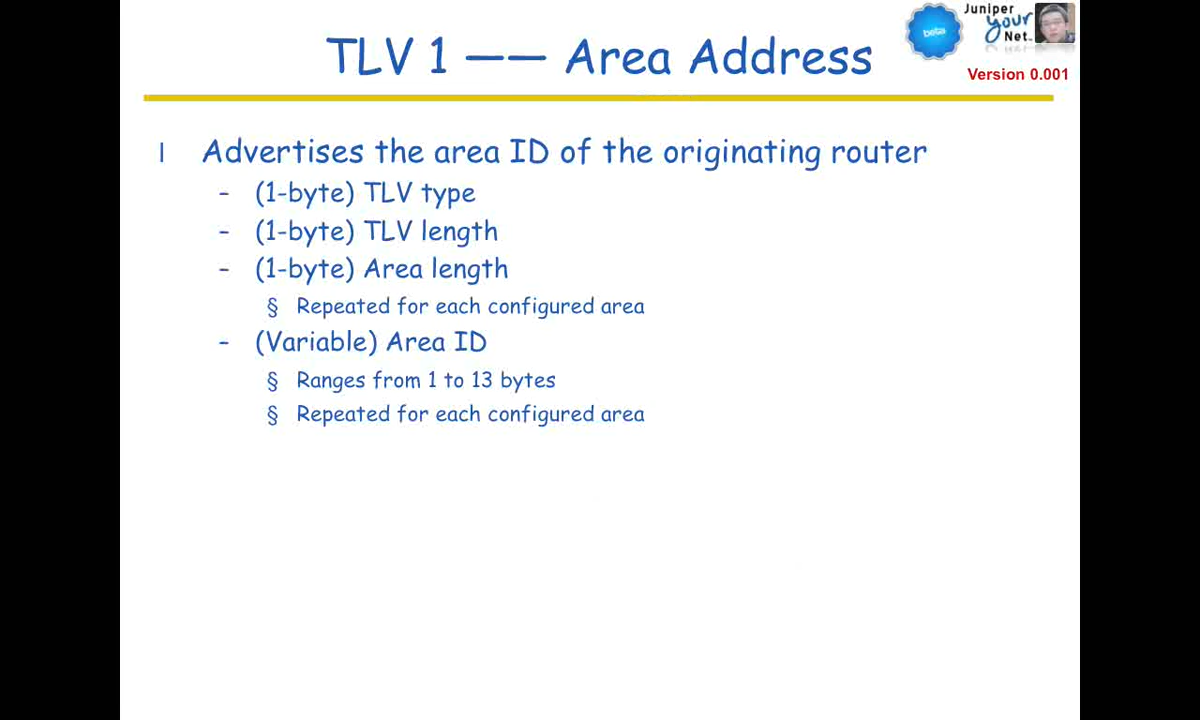 TLV 1 —— Area Address
beta
Juniper
your
Net
Version 0.001
l Advertises the area ID of the originating router
– (1-byte) TLV type
– (1-byte) TLV length
– (1-byte) Area length
§ Repeated for each configured area
– (Variable) Area ID
§ Ranges from 1 to 13 bytes
§ Repeated for each configured area